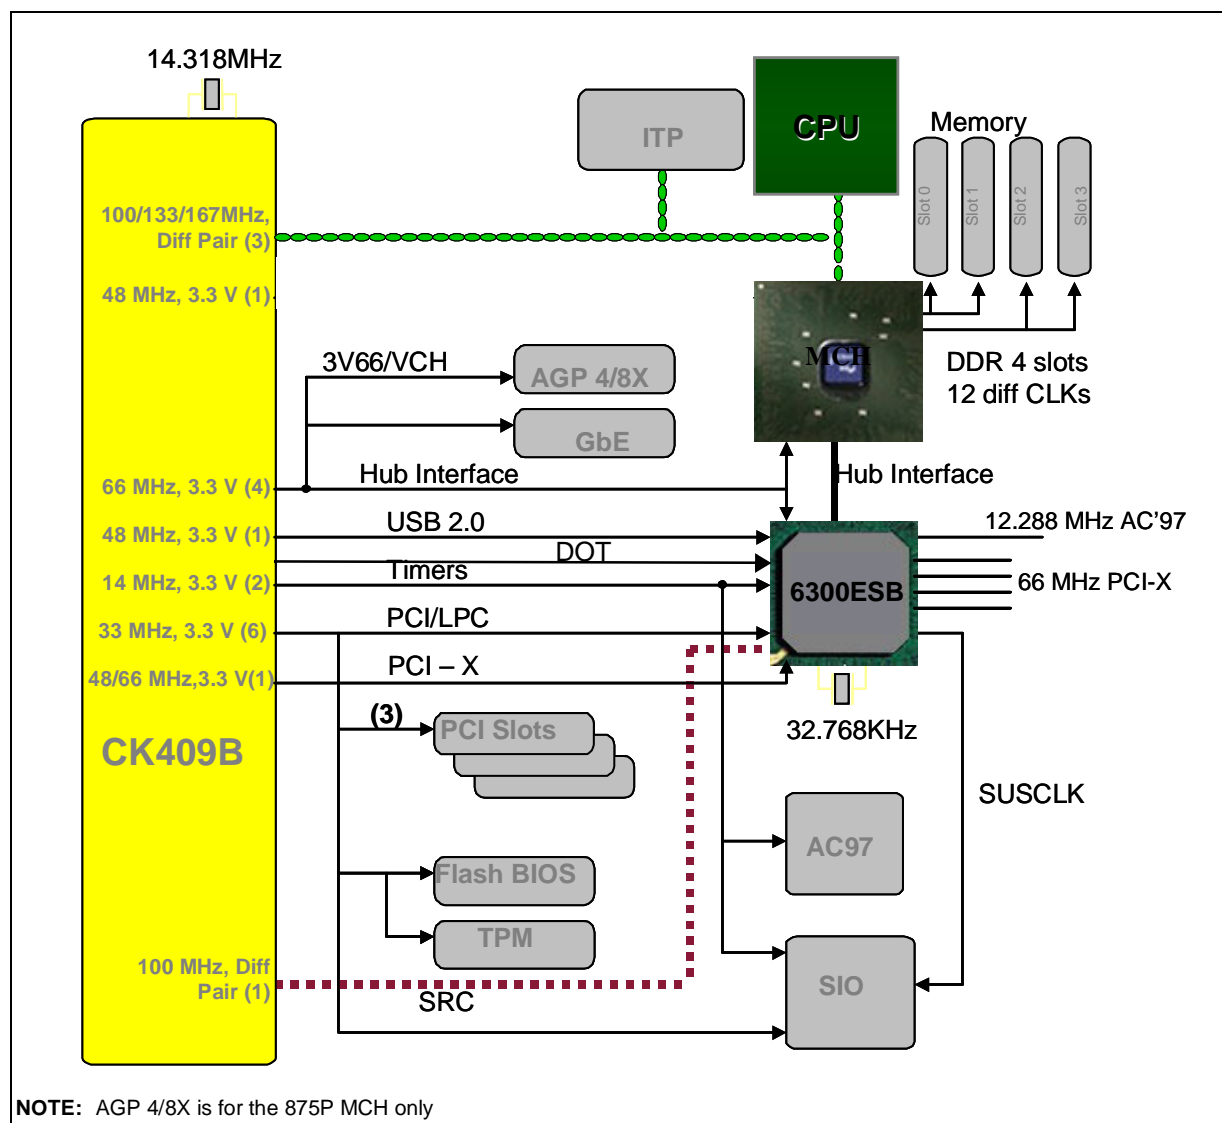 14.318MHz
ITP
CPU
Memory
Slot 0
Slot 1
Slot 2
Slot 3
100/133/167MHz,
Diff Pair (3)
48 MHz, 3.3 V (1)
MCH
DDR 4 slots
12 diff CLKs
3V66/VCH
AGP 4/8X
GbE
66 MHz, 3.3 V (4)
Hub Interface
Hub Interface
48 MHz, 3.3 V (1)
USB 2.0
12.288 MHz AC'97
DOT
14 MHz, 3.3 V (2)
Timers
6300ESB
66 MHz PCI-X
33 MHz, 3.3 V (6)
PCI/LPC
48/66 MHz,3.3 V(1)
PCI – X
(3)
PCI Slots
32.768KHz
CK409B
SUSCLK
AC97
Flash BIOS
TPM
100 MHz, Diff
Pair (1)
SRC
SIO
NOTE: AGP 4/8X is for the 875P MCH only